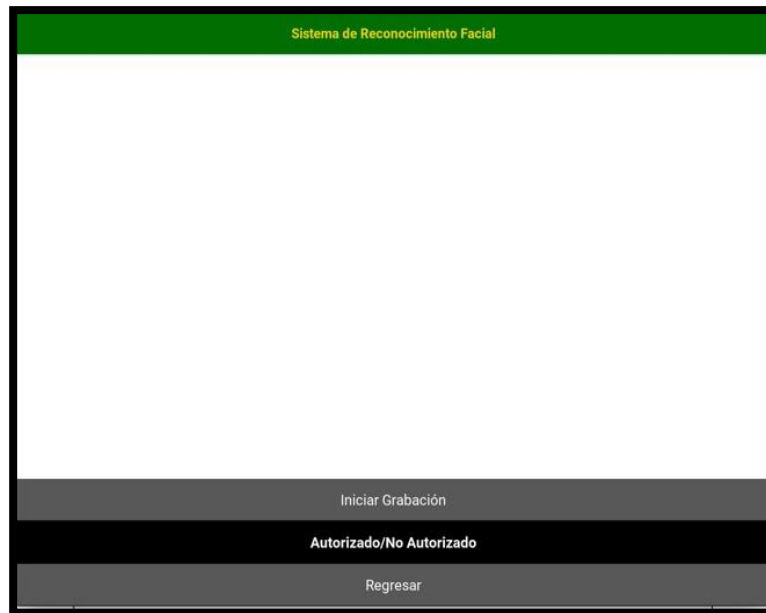 Sistema de Reconocimiento Facial
Iniciar Grabación
Autorizado/No Autorizado
Regresar